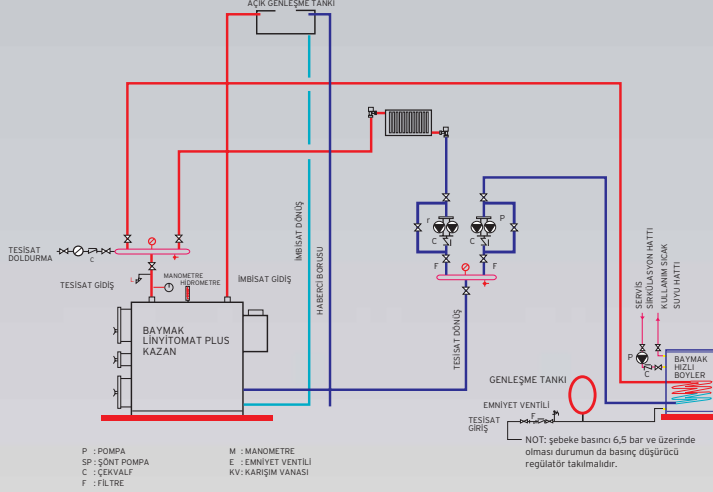 AÇIK GENLEŞME TANKI
TESİSAT
DOLDURMA
C
TESİSAT GİDİŞ
L
MANOMETRE
HİDROMETRE
İMBİSAT GİDİŞ
İMBİSAT DÖNÜŞ
HABERCİ BORUSU
BAYMAK
LİNYİTOMAT PLUS
KAZAN
r
P
C
C
F
F
TESİSAT DÖNÜŞ
SERVİS
SİRKÜLASYON HATTI
KULLANIM SICAK
SUYU HATTI
P
C
BAYMAK
HIZLI
BOYLER
GENLEŞME TANKI
EMNİYET VENTİLİ
TESİSAT
GİRİŞ
F
NOT: şebeke basıncı 6,5 bar ve üzerinde
olması durumun da basınç düşürücü
regülatör takılmalıdır.
P : POMPA
SP : ŞÖNT POMPA
C : ÇEKVALF
F : FİLTRE
M : MANOMETRE
E : EMNİYET VENTİLİ
KV: KARIŞIM VANASI